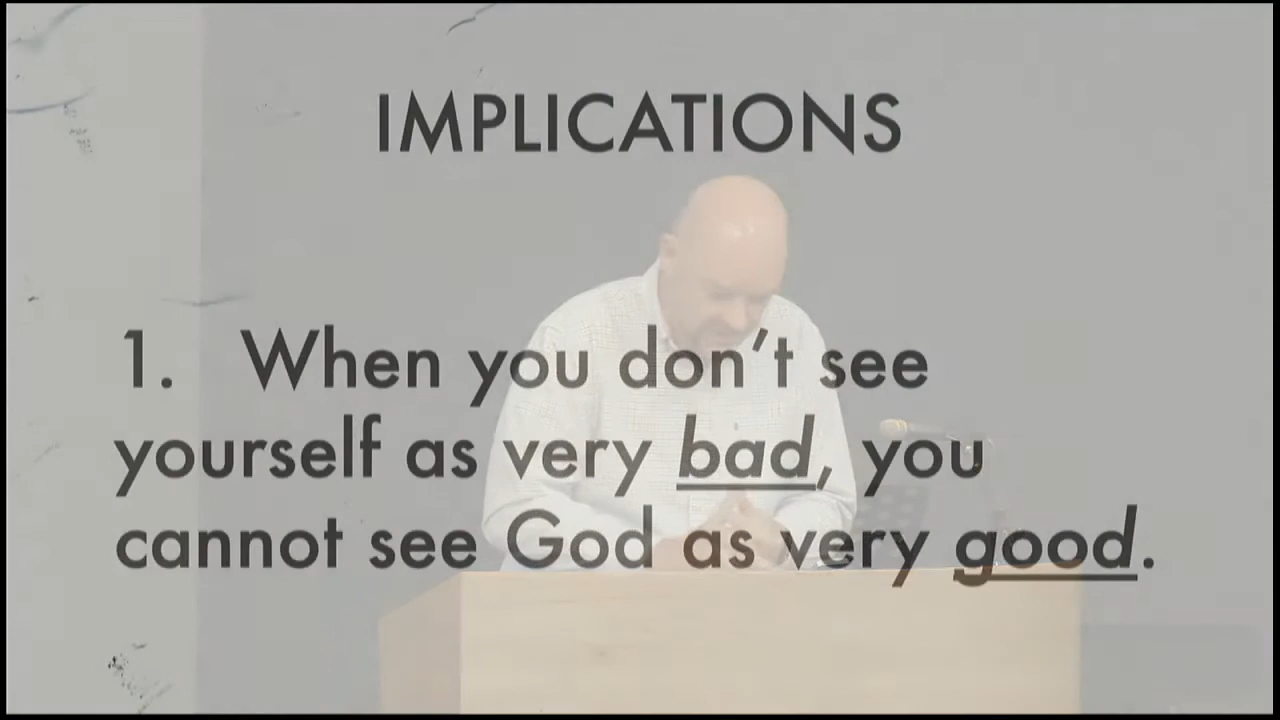 IMPLICATIONS
1. When you don’t see
yourself as very bad, you
cannot see God as very good.